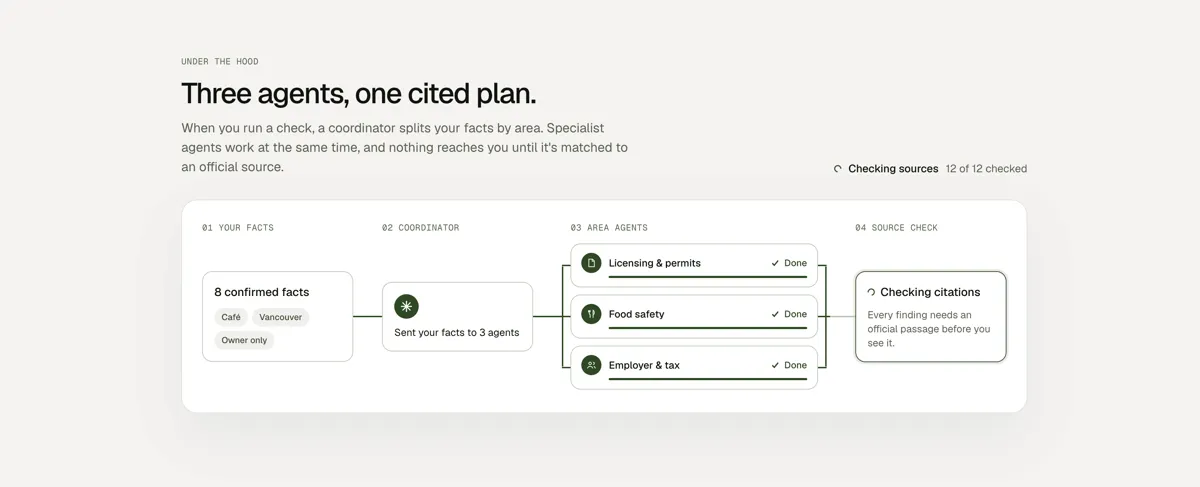 UNDER THE HOOD
Three agents, one cited plan.
When you run a check, a coordinator splits your facts by area. Specialist
agents work at the same time, and nothing reaches you until it's matched to
an official source.
Checking sources 12 of 12 checked
01 YOUR FACTS
8 confirmed facts
Café Vancouver
Owner only
02 COORDINATOR
Sent your facts to 3 agents
03 AREA AGENTS
Licensing & permits Done
Food safety Done
Employer & tax Done
04 SOURCE CHECK
Checking citations
Every finding needs an
official passage before you
see it.